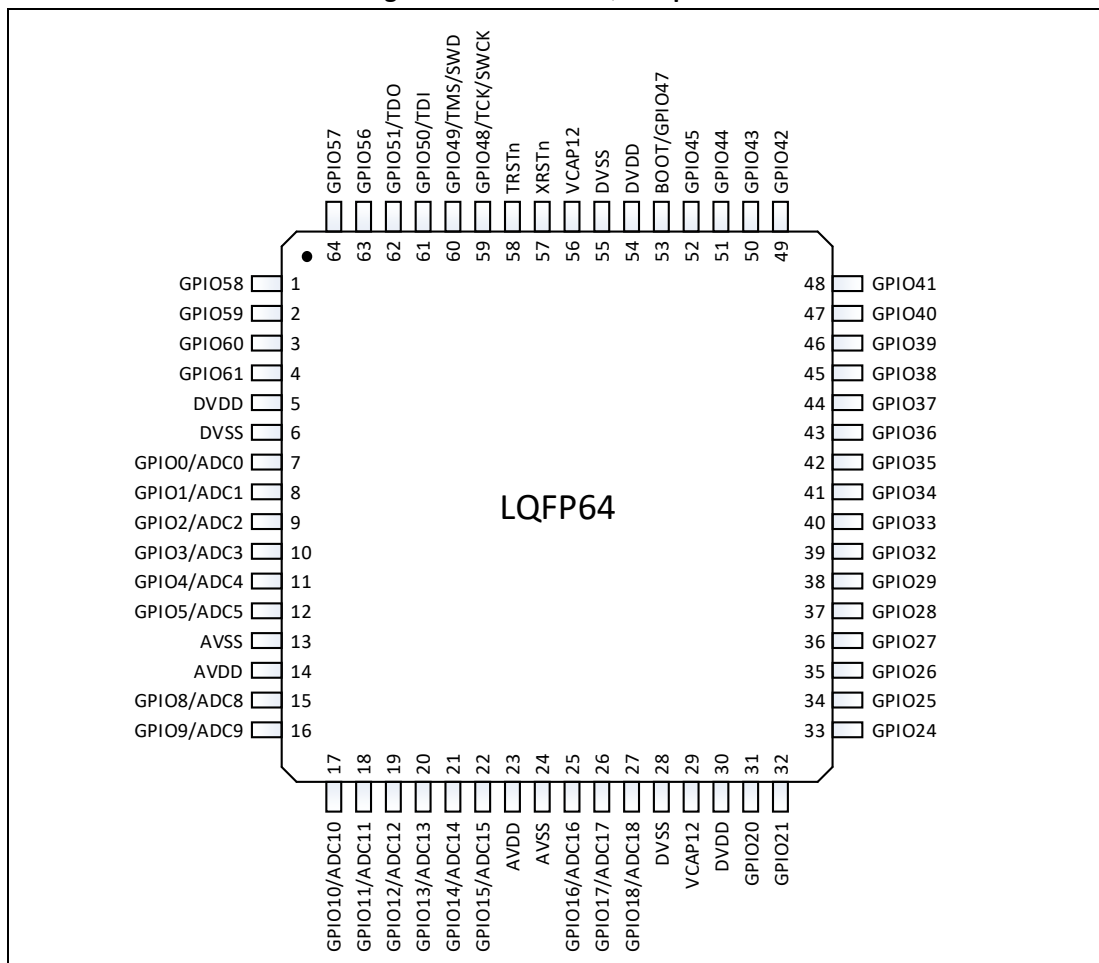 GPIO57
GPIO56
GPIO51/TDO
GPIO50/TDI
GPIO49/TMS/SWD
GPIO48/TCK/SWCK
TRSTn
XRSTn
VCAP12
DVSS
DVDD
BOOT/GPIO47
GPIO45
GPIO44
GPIO43
GPIO42
64 63 62 61 60 59 58 57 56 55 54 53 52 51 50 49
GPIO58 1
GPIO59 2
GPIO60 3
GPIO61 4
DVDD 5
DVSS 6
GPIO0/ADC0 7
GPIO1/ADC1 8
GPIO2/ADC2 9
GPIO3/ADC3 10
GPIO4/ADC4 11
GPIO5/ADC5 12
AVSS 13
AVDD 14
GPIO8/ADC8 15
GPIO9/ADC9 16
LQFP64
48 GPIO41
47 GPIO40
46 GPIO39
45 GPIO38
44 GPIO37
43 GPIO36
42 GPIO35
41 GPIO34
40 GPIO33
39 GPIO32
38 GPIO29
37 GPIO28
36 GPIO27
35 GPIO26
34 GPIO25
33 GPIO24
17 18 19 20 21 22 23 24 25 26 27 28 29 30 31 32
GPIO10/ADC10
GPIO11/ADC11
GPIO12/ADC12
GPIO13/ADC13
GPIO14/ADC14
GPIO15/ADC15
AVDD
AVSS
GPIO16/ADC16
GPIO17/ADC17
GPIO18/ADC18
DVSS
VCAP12
DVDD
GPIO20
GPIO21